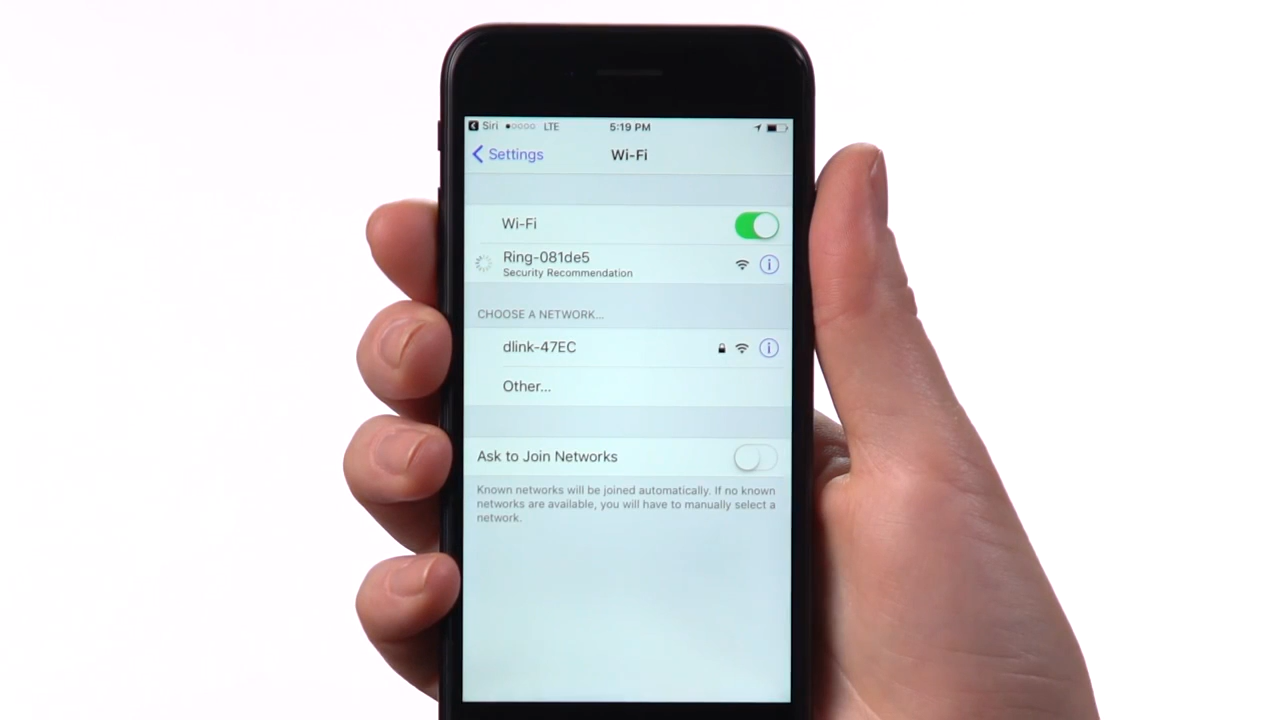 Siri LTE 5:19 PM
Settings Wi-Fi
Wi-Fi
Ring-081de5
Security Recommendation
CHOOSE A NETWORK...
dlink-47EC
Other...
Ask to Join Networks
Known networks will be joined automatically. If no known
networks are available, you will have to manually select a
network.